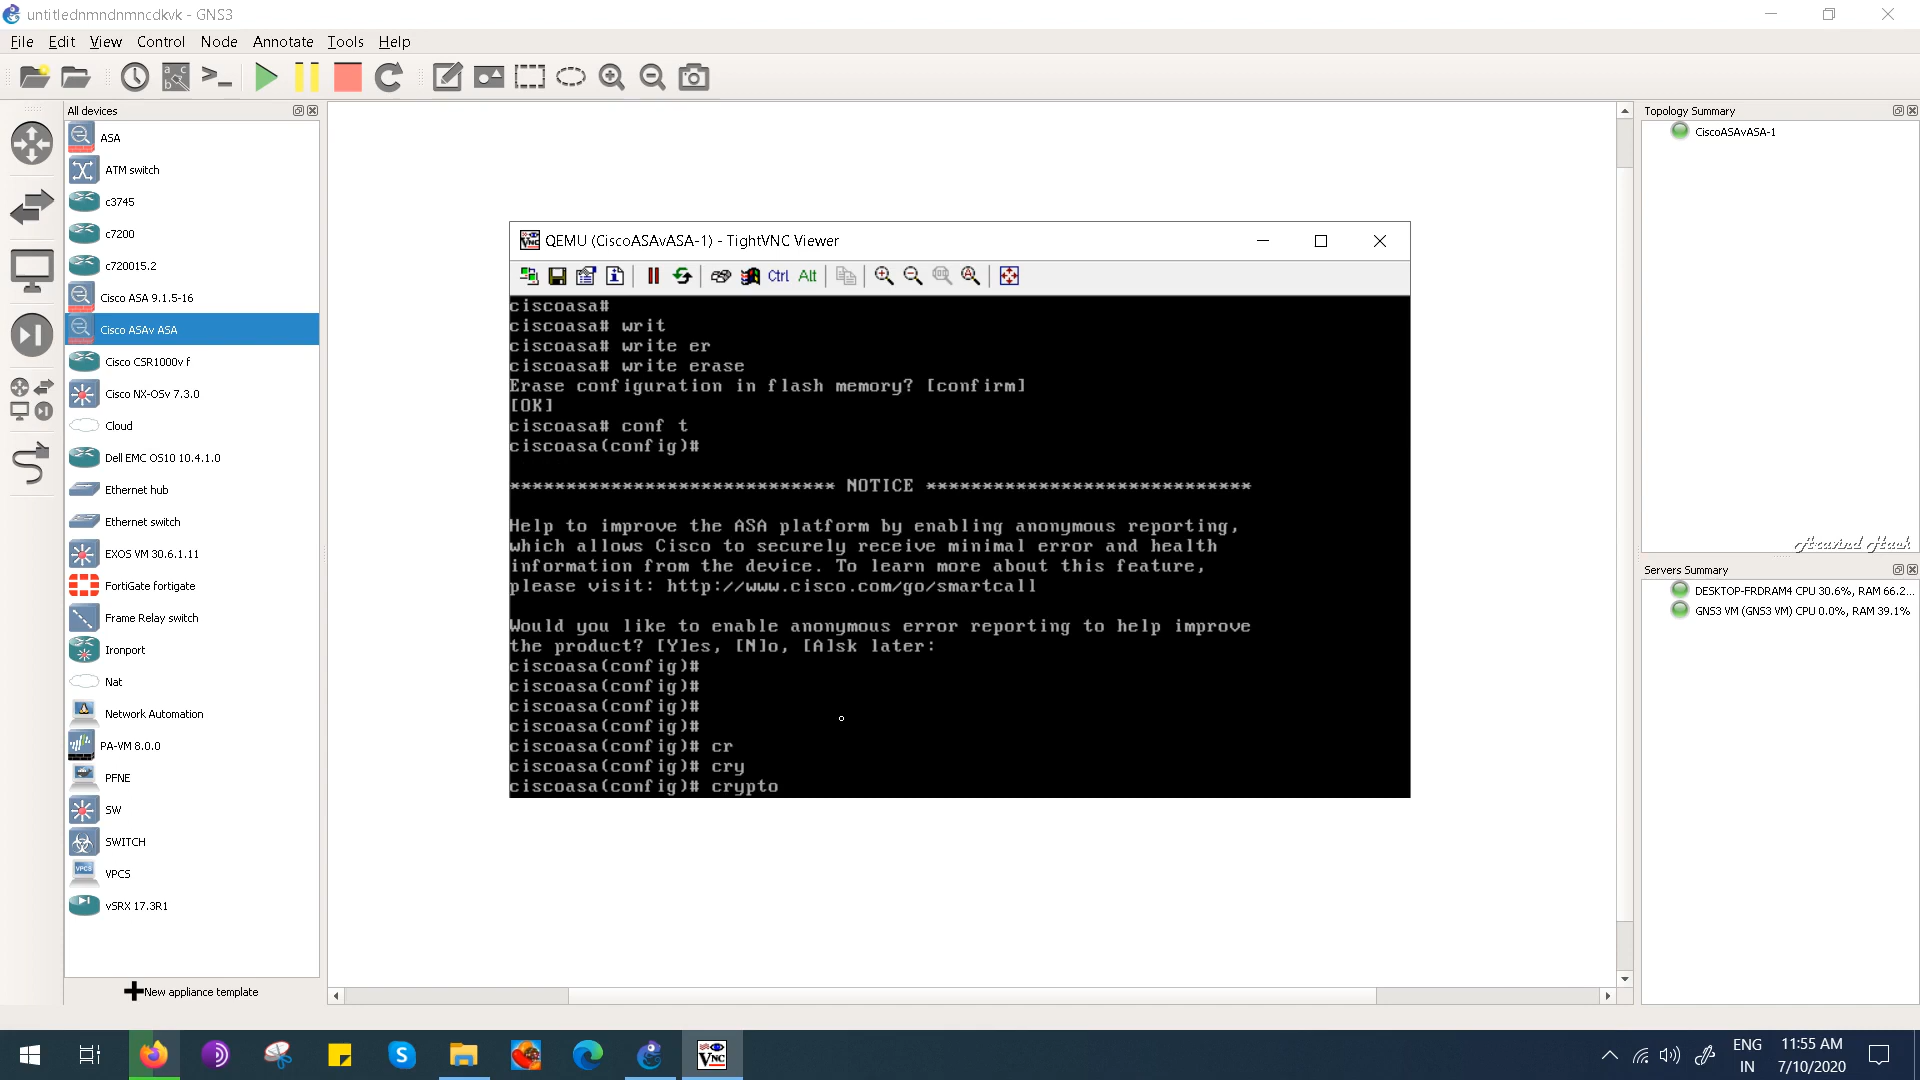 untitlednmndnmncdkvk - GNS3
File Edit View Control Node Annotate Tools Help
All devices
ASA
ATM switch
c3745
c7200
c720015.2
Cisco ASA 9.1.5-16
Cisco ASAv ASA
Cisco CSR1000v f
Cisco NX-OSv 7.3.0
Cloud
Dell EMC OS10 10.4.1.0
Ethernet hub
Ethernet switch
EXOS VM 30.6.1.11
FortiGate fortigate
Frame Relay switch
Ironport
Nat
Network Automation
PA-VM 8.0.0
PFNE
SW
SWITCH
VPCS
vSRX 17.3R1
New appliance template
QEMU (CiscoASAvASA-1) - TightVNC Viewer
Ctrl Alt
ciscoasa#
ciscoasa# writ
ciscoasa# write er
ciscoasa# write erase
Erase configuration in flash memory? [confirm]
[OK]
ciscoasa# conf t
ciscoasa(config)#
***************************** NOTICE *****************************
Help to improve the ASA platform by enabling anonymous reporting,
which allows Cisco to securely receive minimal error and health
information from the device. To learn more about this feature,
please visit: http://www.cisco.com/go/smartcall
Would you like to enable anonymous error reporting to help improve
the product? [Y]es, [N]o, [A]sk later:
ciscoasa(config)#
ciscoasa(config)#
ciscoasa(config)#
ciscoasa(config)#
ciscoasa(config)# cr
ciscoasa(config)# cry
ciscoasa(config)# crypto
Topology Summary
CiscoASAvASA-1
Aravind Hack
Servers Summary
DESKTOP-FRDRAM4 CPU 30.6%, RAM 66.2...
GNS3 VM (GNS3 VM) CPU 0.0%, RAM 39.1%
ENG
IN
11:55 AM
7/10/2020